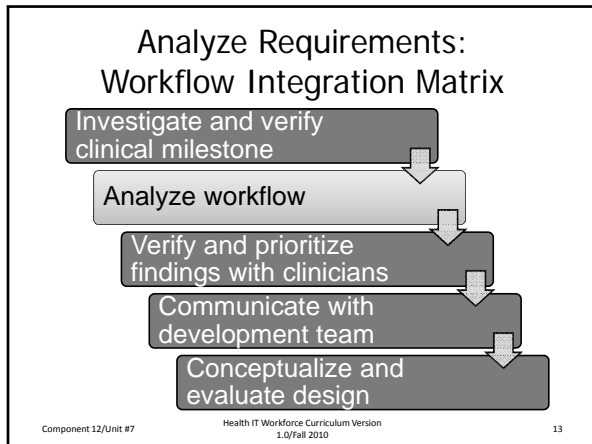 Analyze Requirements:
Workflow Integration Matrix
Investigate and verify
clinical milestone
Analyze workflow
Verify and prioritize
findings with clinicians
Communicate with
development team
Conceptualize and
evaluate design
Component 12/Unit #7
Health IT Workforce Curriculum Version
1.0/Fall 2010
13